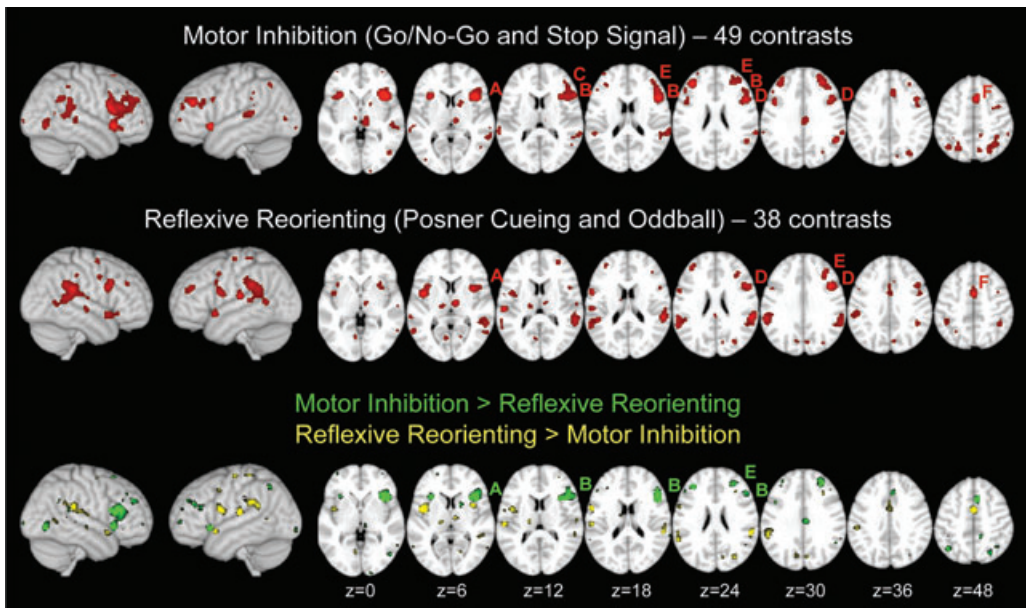 Motor Inhibition (Go/No-Go and Stop Signal) – 49 contrasts
A C B E B E B D D F
Reflexive Reorienting (Posner Cueing and Oddball) – 38 contrasts
A D E D F
Motor Inhibition > Reflexive Reorienting
Reflexive Reorienting > Motor Inhibition
A B B E B
z=0 z=6 z=12 z=18 z=24 z=30 z=36 z=48